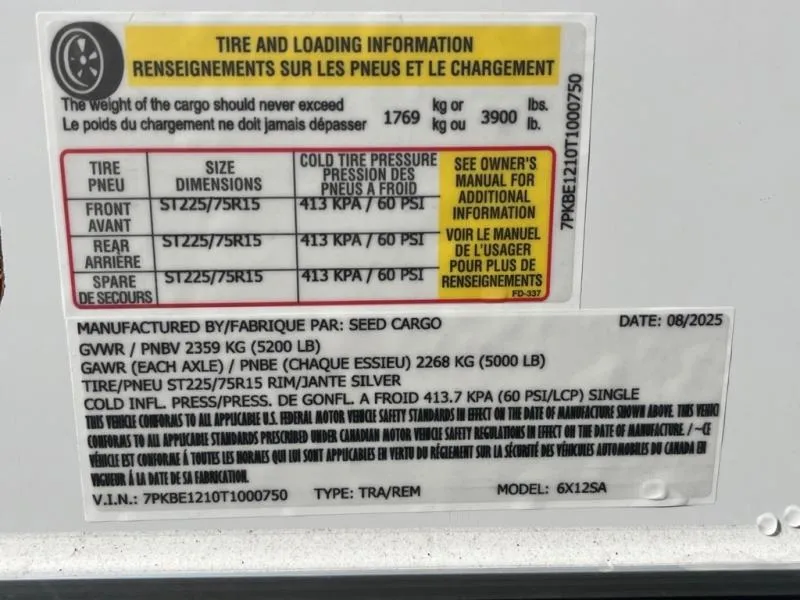 TIRE AND LOADING INFORMATION
RENSEIGNEMENTS SUR LES PNEUS ET LE CHARGEMENT
The weight of the cargo should never exceed 1769 kg or 3900 lbs.
Le poids du chargement ne doit jamais dépasser kg ou lb.
TIRE PNEU SIZE DIMENSIONS COLD TIRE PRESSURE PRESSION DES PNEUS A FROID
FRONT AVANT ST225/75R15 413 KPA / 60 PSI
REAR ARRIÈRE ST225/75R15 413 KPA / 60 PSI
SPARE DE SECOURS ST225/75R15 413 KPA / 60 PSI
SEE OWNER'S
MANUAL FOR
ADDITIONAL
INFORMATION
VOIR LE MANUEL
DE L'USAGER
POUR PLUS DE
RENSEIGNEMENTS
FD-337
7PKBE1210T1000750
MANUFACTURED BY/FABRIQUE PAR: SEED CARGO DATE: 08/2025
GVWR / PNBV 2359 KG (5200 LB)
GAWR (EACH AXLE) / PNBE (CHAQUE ESSIEU) 2268 KG (5000 LB)
TIRE/PNEU ST225/75R15 RIM/JANTE SILVER
COLD INFL. PRESS/PRESS. DE GONFL. A FROID 413.7 KPA (60 PSI/LCP) SINGLE
THIS VEHICLE CONFORMS TO ALL APPLICABLE U.S. FEDERAL MOTOR VEHICLE SAFETY STANDARDS IN EFFECT ON THE DATE OF MANUFACTURE SHOWN ABOVE. THIS VEHICL
CONFORMS TO ALL APPLICABLE STANDARDS PRESCRIBED UNDER CANADIAN MOTOR VEHICLE SAFETY REGULATIONS IN EFFECT ON THE DATE OF MANUFACTURE. / ~CE
VÉHICLE EST CONFORME À TOUTES LES NORMES QUI LUI SONT APPLICABLES EN VERTU DU RÉGLEMENT SUR LA SÉCURITÉ DES VÉHICULES AUTOMOBILES DU CANADA EN
VIGUEUR À LA DATE DE SA FABRICATION.
V.I.N.: 7PKBE1210T1000750 TYPE: TRA/REM MODEL: 6X12SA